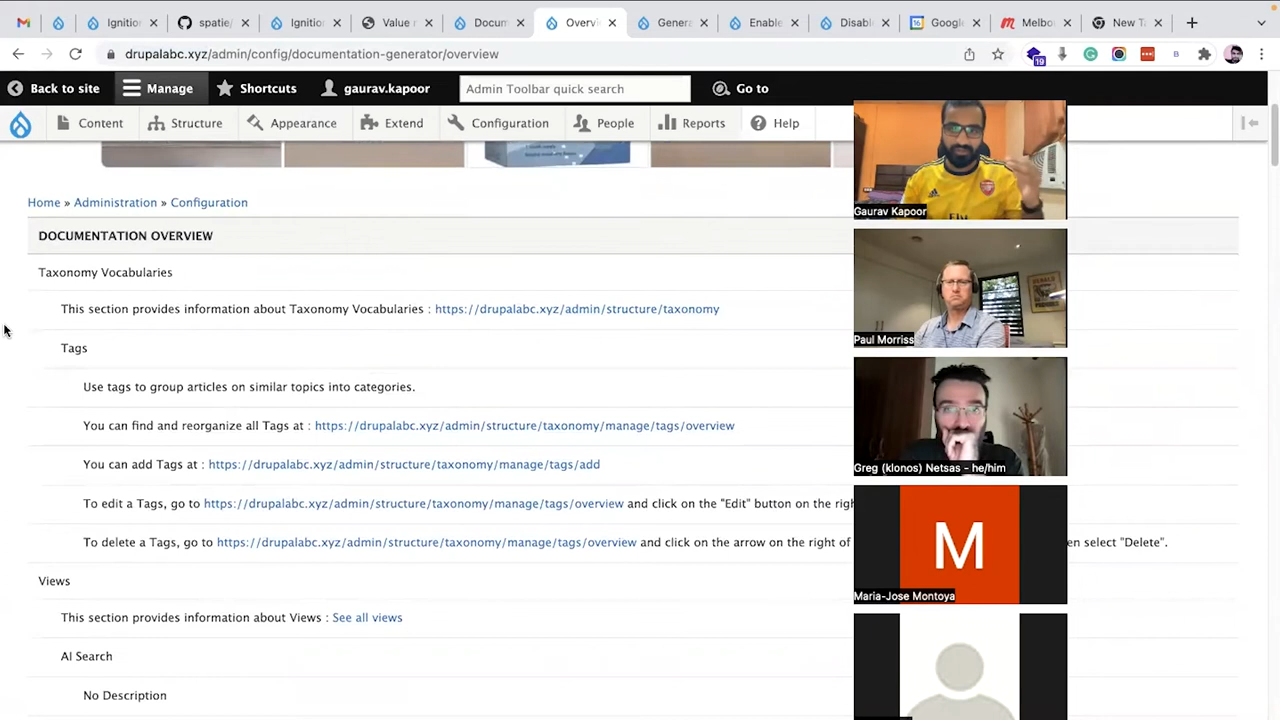 Ignition
spatie/
Ignition
Value r
Docum
Overvi
Genera
Enable
Disabl
Google
Melbo
New T
drupalabc.xyz/admin/config/documentation-generator/overview
19
Back to site
Manage
Shortcuts
gaurav.kapoor
Admin Toolbar quick search
Go to
Content
Structure
Appearance
Extend
Configuration
People
Reports
Help
Home » Administration » Configuration
Gaurav Kapoor
DOCUMENTATION OVERVIEW
Taxonomy Vocabularies
This section provides information about Taxonomy Vocabularies : https://drupalabc.xyz/admin/structure/taxonomy
Paul Morriss
Tags
Use tags to group articles on similar topics into categories.
You can find and reorganize all Tags at : https://drupalabc.xyz/admin/structure/taxonomy/manage/tags/overview
You can add Tags at : https://drupalabc.xyz/admin/structure/taxonomy/manage/tags/add
Greg (klonos) Netsas - he/him
To edit a Tags, go to https://drupalabc.xyz/admin/structure/taxonomy/manage/tags/overview and click on the "Edit" button on the righ
To delete a Tags, go to https://drupalabc.xyz/admin/structure/taxonomy/manage/tags/overview and click on the arrow on the right of
en select "Delete".
M
Maria-Jose Montoya
Views
This section provides information about Views : See all views
AI Search
No Description